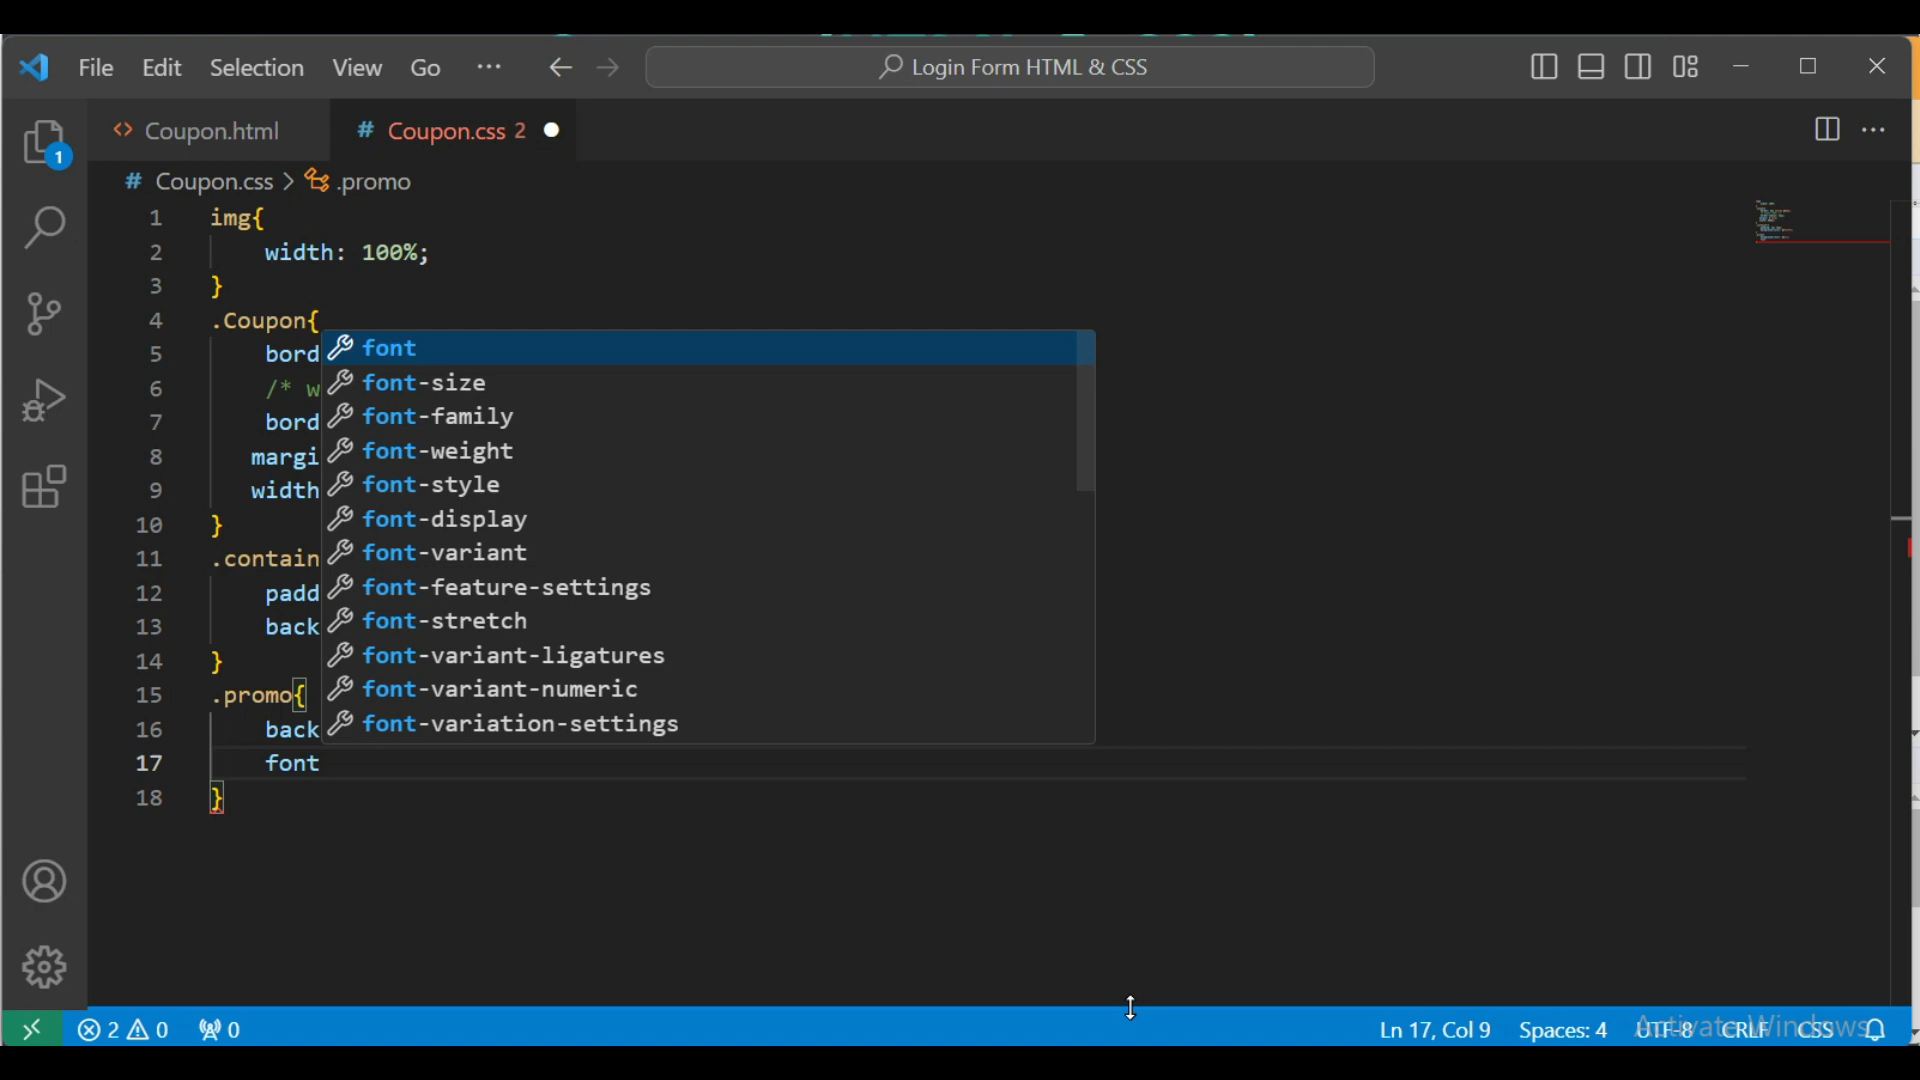 File Edit Selection View Go ··· Login Form HTML & CSS
Coupon.html # Coupon.css 2
# Coupon.css > .promo
1 img{
2 width: 100%;
3 }
4 .Coupon{
5 bord
6 /* w
7 bord
8 margi
9 width
10 }
11 .contain
12 padd
13 back
14 }
15 .promo{
16 back
17 font
18 }
font
font-size
font-family
font-weight
font-style
font-display
font-variant
font-feature-settings
font-stretch
font-variant-ligatures
font-variant-numeric
font-variation-settings
1
2 0 0 Ln 17, Col 9 Spaces: 4 UTF-8 CRLF CSS
Activate Windows